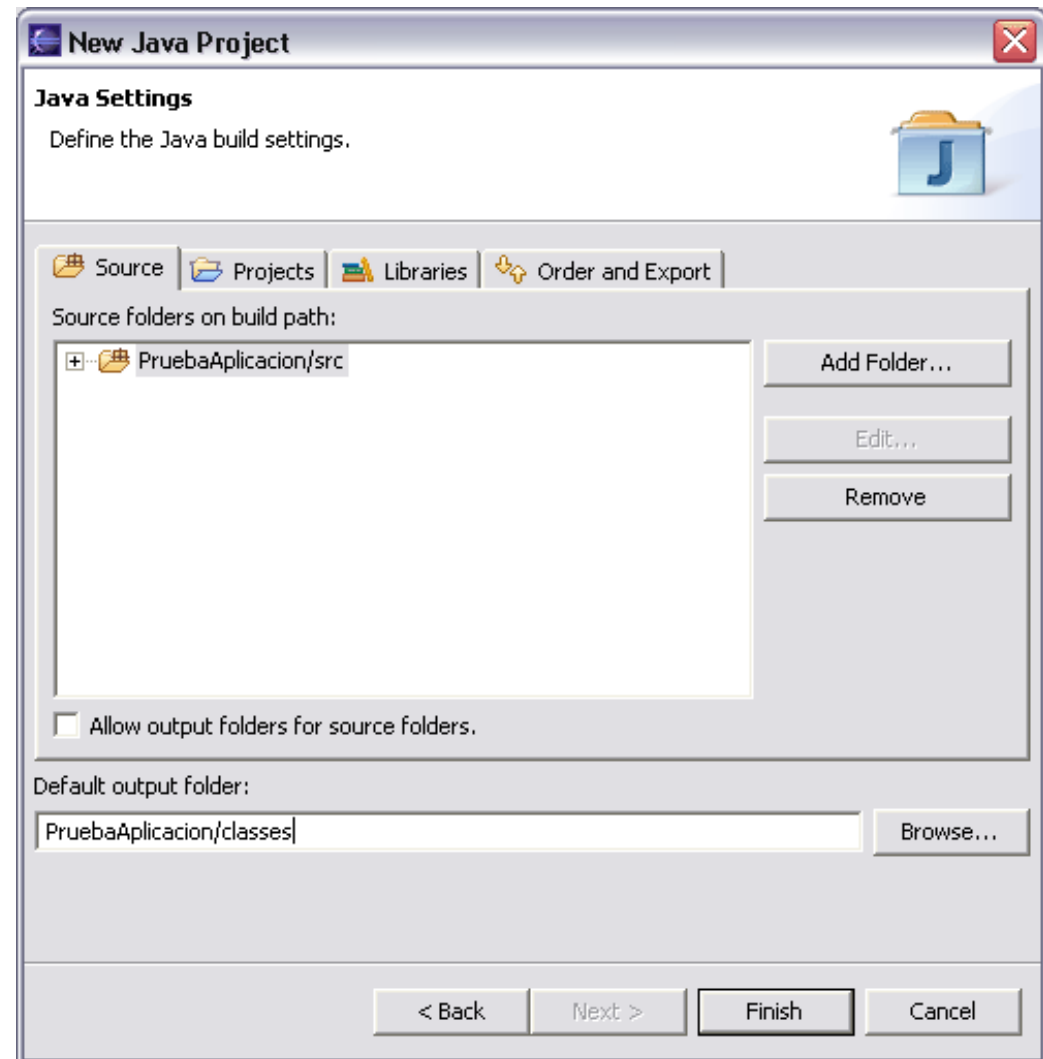 New Java Project
Java Settings
Define the Java build settings.
J
Source Projects Libraries Order and Export
Source folders on build path:
PruebaAplicacion/src
Add Folder...
Edit...
Remove
Allow output folders for source folders.
Default output folder:
PruebaAplicacion/classes
Browse...
< Back Next > Finish Cancel